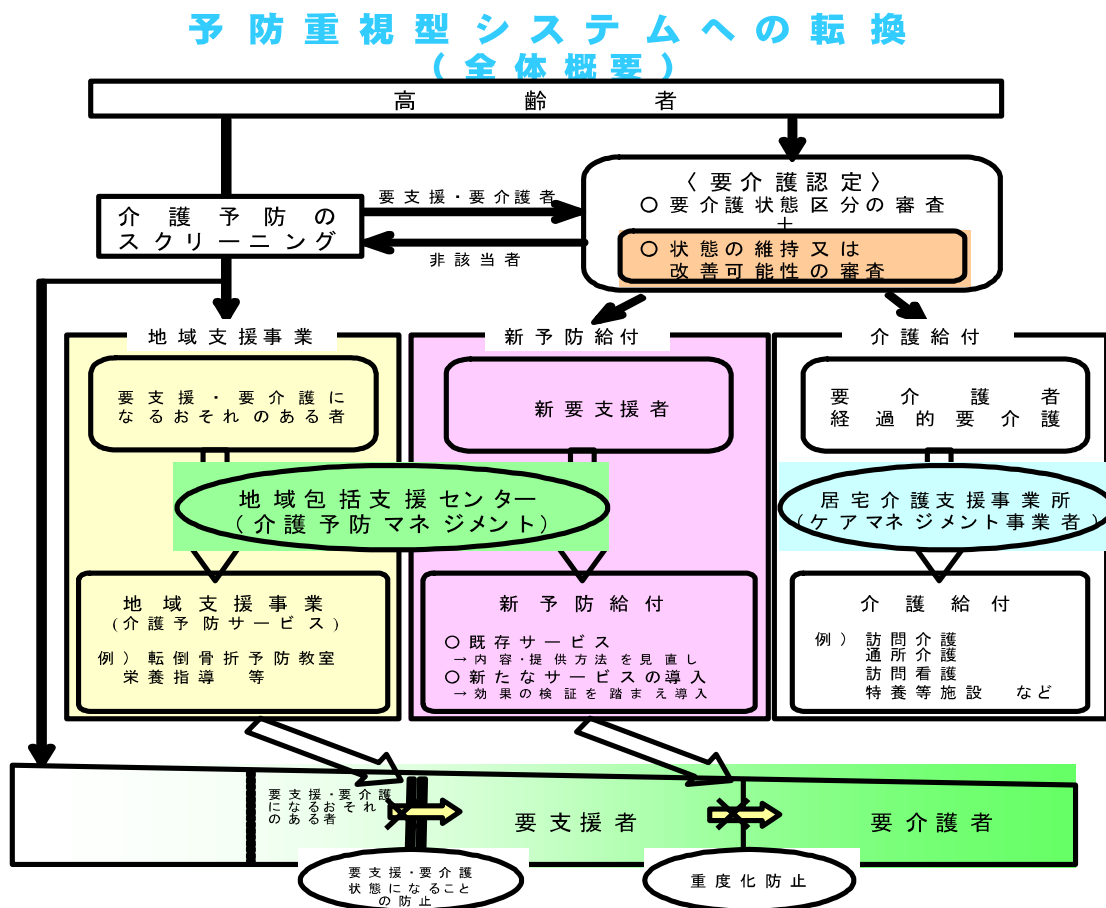 予防重視型システムへの転換
（全体概要）
高齢者
介護予防の
スクリーニング
要支援・要介護者
非該当者
〈要介護認定〉
○ 要介護状態区分の審査
＋
○ 状態の維持又は
改善可能性の審査
地域支援事業
要支援・要介護に
なるおそれのある者
新予防給付
新要支援者
介護給付
要介護者
経過的要介護
地域包括支援センター
（介護予防マネジメント）
居宅介護支援事業所
（ケアマネジメント事業者）
地域支援事業
（介護予防サービス）
例）転倒骨折予防教室
栄養指導 等
新予防給付
○ 既存サービス
→内容・提供方法を見直し
○ 新たなサービスの導入
→効果の検証を踏まえ導入
介護給付
例）訪問介護
通所介護
訪問看護
特養等施設 など
要支援・要介護
になるおそれ
のある者
要支援者
要介護者
要支援・要介護
状態になること
の防止
重度化防止